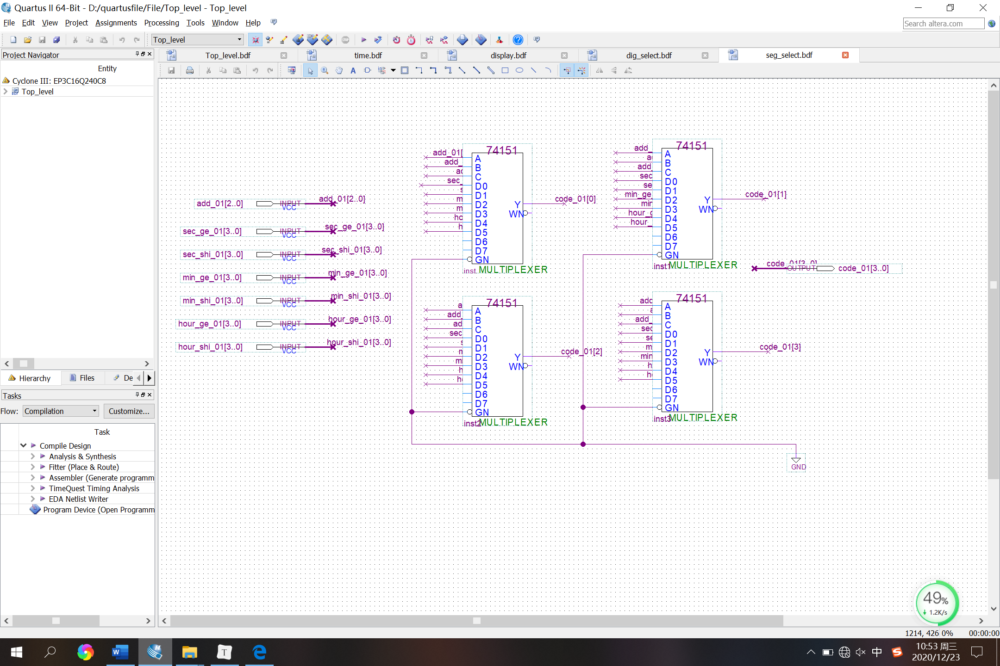 Quartus II 64-Bit - D:/quartusfile/File/Top_level - Top_level
File Edit View Project Assignments Processing Tools Window Help
Search altera.com
Top_level
Project Navigator
Entity
Cyclone III: EP3C16Q240C8
Top_level
Hierarchy Files De
Tasks
Flow: Compilation Customize...
Task
Compile Design
Analysis & Synthesis
Fitter (Place & Route)
Assembler (Generate programm
TimeQuest Timing Analysis
EDA Netlist Writer
Program Device (Open Programm
Top_level.bdf time.bdf display.bdf dig_select.bdf seg_select.bdf
add_01[2..0] INPUT VCC add_01[2..0]
sec_ge_01[3..0] INPUT VCC sec_ge_01[3..0]
sec_shi_01[3..0] INPUT VCC sec_shi_01[3..0]
min_ge_01[3..0] INPUT VCC min_ge_01[3..0]
min_shi_01[3..0] INPUT VCC min_shi_01[3..0]
hour_ge_01[3..0] INPUT VCC hour_ge_01[3..0]
hour_shi_01[3..0] INPUT VCC hour_shi_01[3..0]
74151
add_01[ A
add_ B
ac C
sec_ D0
D1
m D2 Y code_01[0]
m D3 WN
hc D4
h D5
D6
D7
GN
inst MULTIPLEXER
74151
add_ A
a B
add_ C
sec D0
se D1
min_ge_ D2 Y code_01[1]
min D3 WN
hour_g D4
hour_ D5
D6
D7
GN
inst1 MULTIPLEXER
code_01[3..0] OUTPUT code_01[3..0]
74151
a A
add_ B
ad C
sec D0
D1
D2 Y code_01[2]
mi D3 WN
h D4
h D5
D6
D7
GN
inst2 MULTIPLEXER
74151
add A
B
add_ C
sec D0
se D1
m D2 Y code_01[3]
min D3 WN
h D4
h D5
D6
D7
GN
inst3 MULTIPLEXER
GND
49%
1.2K/s
1214, 426 0% 00:00:00
中
10:53 周三
2020/12/23